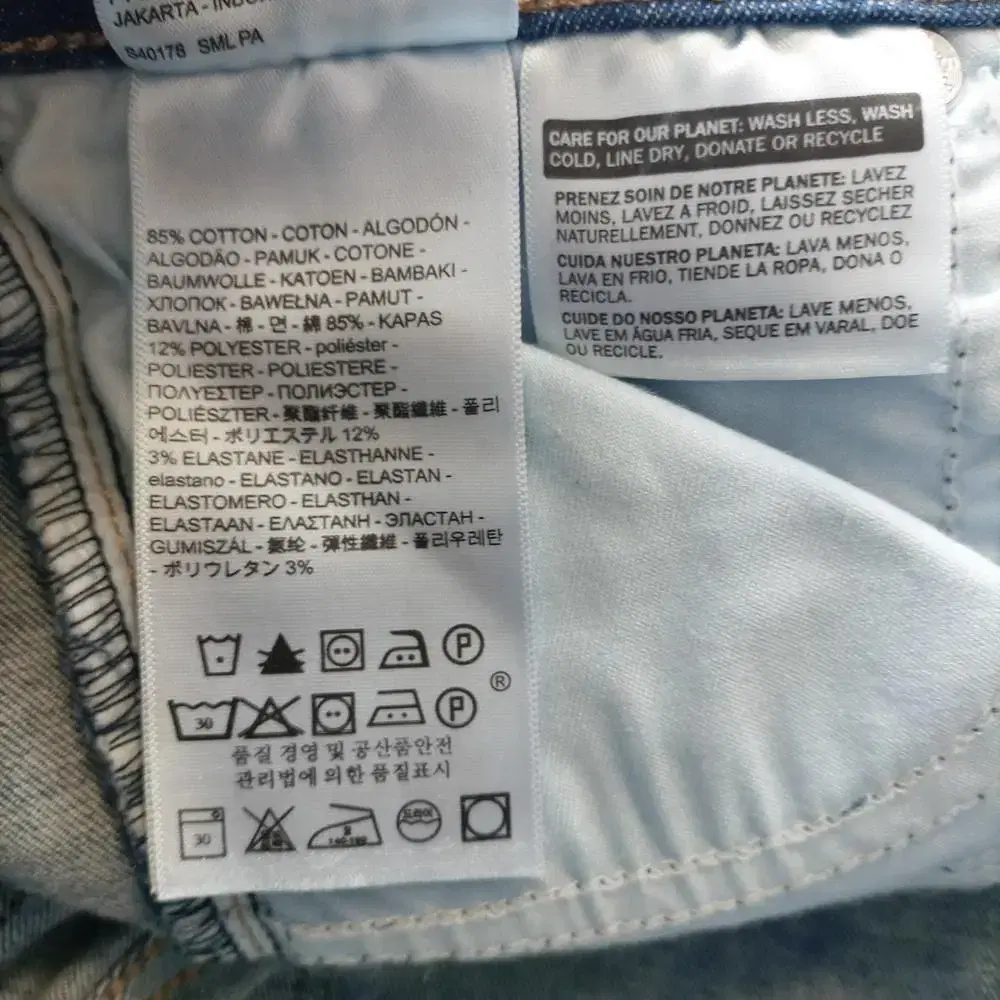 JAKARTA - INDO
S40178 SML PA
85% COTTON - COTON - ALGODÓN -
ALGODÃO - PAMUK - COTONE -
BAUMWOLLE - KATOEN - BAMBAKI -
ХЛОПОК - BAWEŁNA - PAMUT -
BAVLNA - 棉 - 면 - 綿 85% - KAPAS
12% POLYESTER - poliéster -
POLIESTER - POLIESTERE -
ΠΟΛΥΕΣΤΕΡ - ПОЛИЭСТЕР -
POLIÉSZTER - 聚酯纤维 - 聚酯纖維 - 폴리
에스터 - ポリエステル 12%
3% ELASTANE - ELASTHANNE -
elastano - ELASTANO - ELASTAN -
ELASTOMERO - ELASTHAN -
ELASTAAN - ΕΛΑΣΤΑΝΗ - ЭЛАСТАН -
GUMISZÁL - 氨纶 - 弾性纖維 - 폴리우레탄
- ポリウレタン 3%
P
®
30 P
품질 경영 및 공산품안전
관리법에 의한 품질표시
30 드라이
CARE FOR OUR PLANET: WASH LESS, WASH
COLD, LINE DRY, DONATE OR RECYCLE
PRENEZ SOIN DE NOTRE PLANETE: LAVEZ
MOINS, LAVEZ A FROID, LAISSEZ SECHER
NATURELLEMENT, DONNEZ OU RECYCLEZ
CUIDA NUESTRO PLANETA: LAVA MENOS,
LAVA EN FRIO, TIENDE LA ROPA, DONA O
RECICLA.
CUIDE DO NOSSO PLANETA: LAVE MENOS,
LAVE EM ÁGUA FRIA, SEQUE EM VARAL, DOE
OU RECICLE.